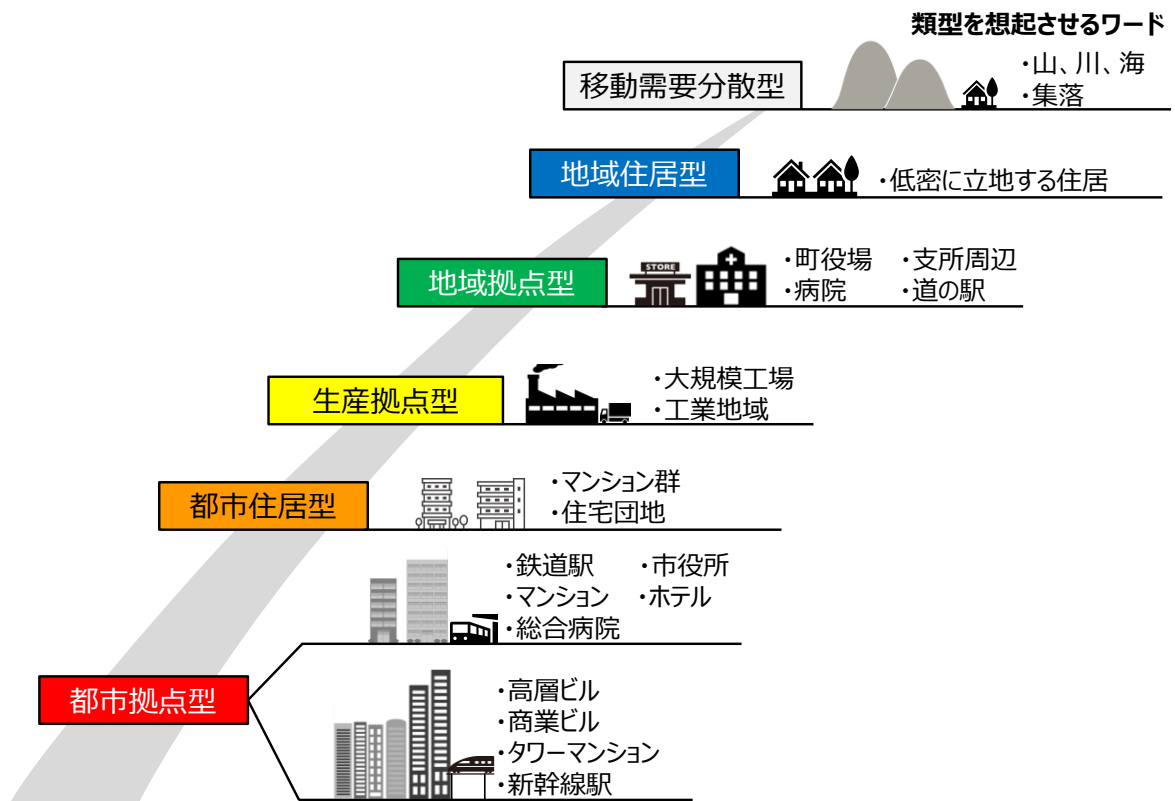 類型を想起させるワード
移動需要分散型
・山、川、海
・集落
地域住居型
・低密に立地する住居
地域拠点型
STORE
・町役場 ・支所周辺
・病院 ・道の駅
生産拠点型
・大規模工場
・工業地域
都市住居型
・マンション群
・住宅団地
・鉄道駅 ・市役所
・マンション ・ホテル
・総合病院
都市拠点型
・高層ビル
・商業ビル
・タワーマンション
・新幹線駅